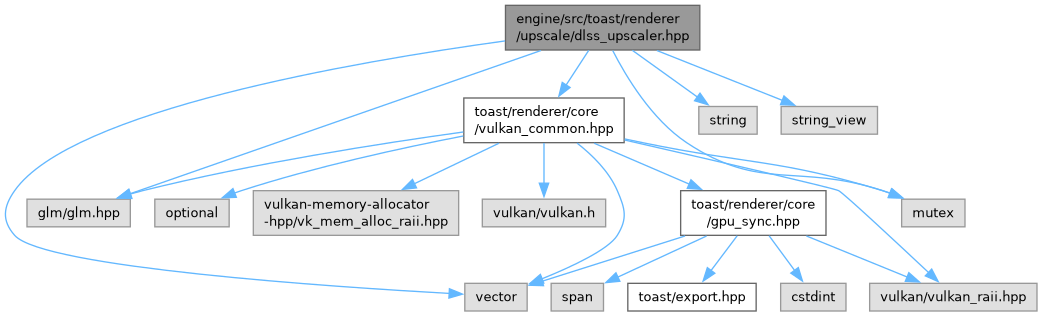 engine/src/toast/renderer
/upscale/dlss_upscaler.hpp
toast/renderer/core
/vulkan_common.hpp
string
string_view
glm/glm.hpp
optional
vulkan-memory-allocator
-hpp/vk_mem_alloc_raii.hpp
vulkan/vulkan.h
toast/renderer/core
/gpu_sync.hpp
mutex
vector
span
toast/export.hpp
cstdint
vulkan/vulkan_raii.hpp